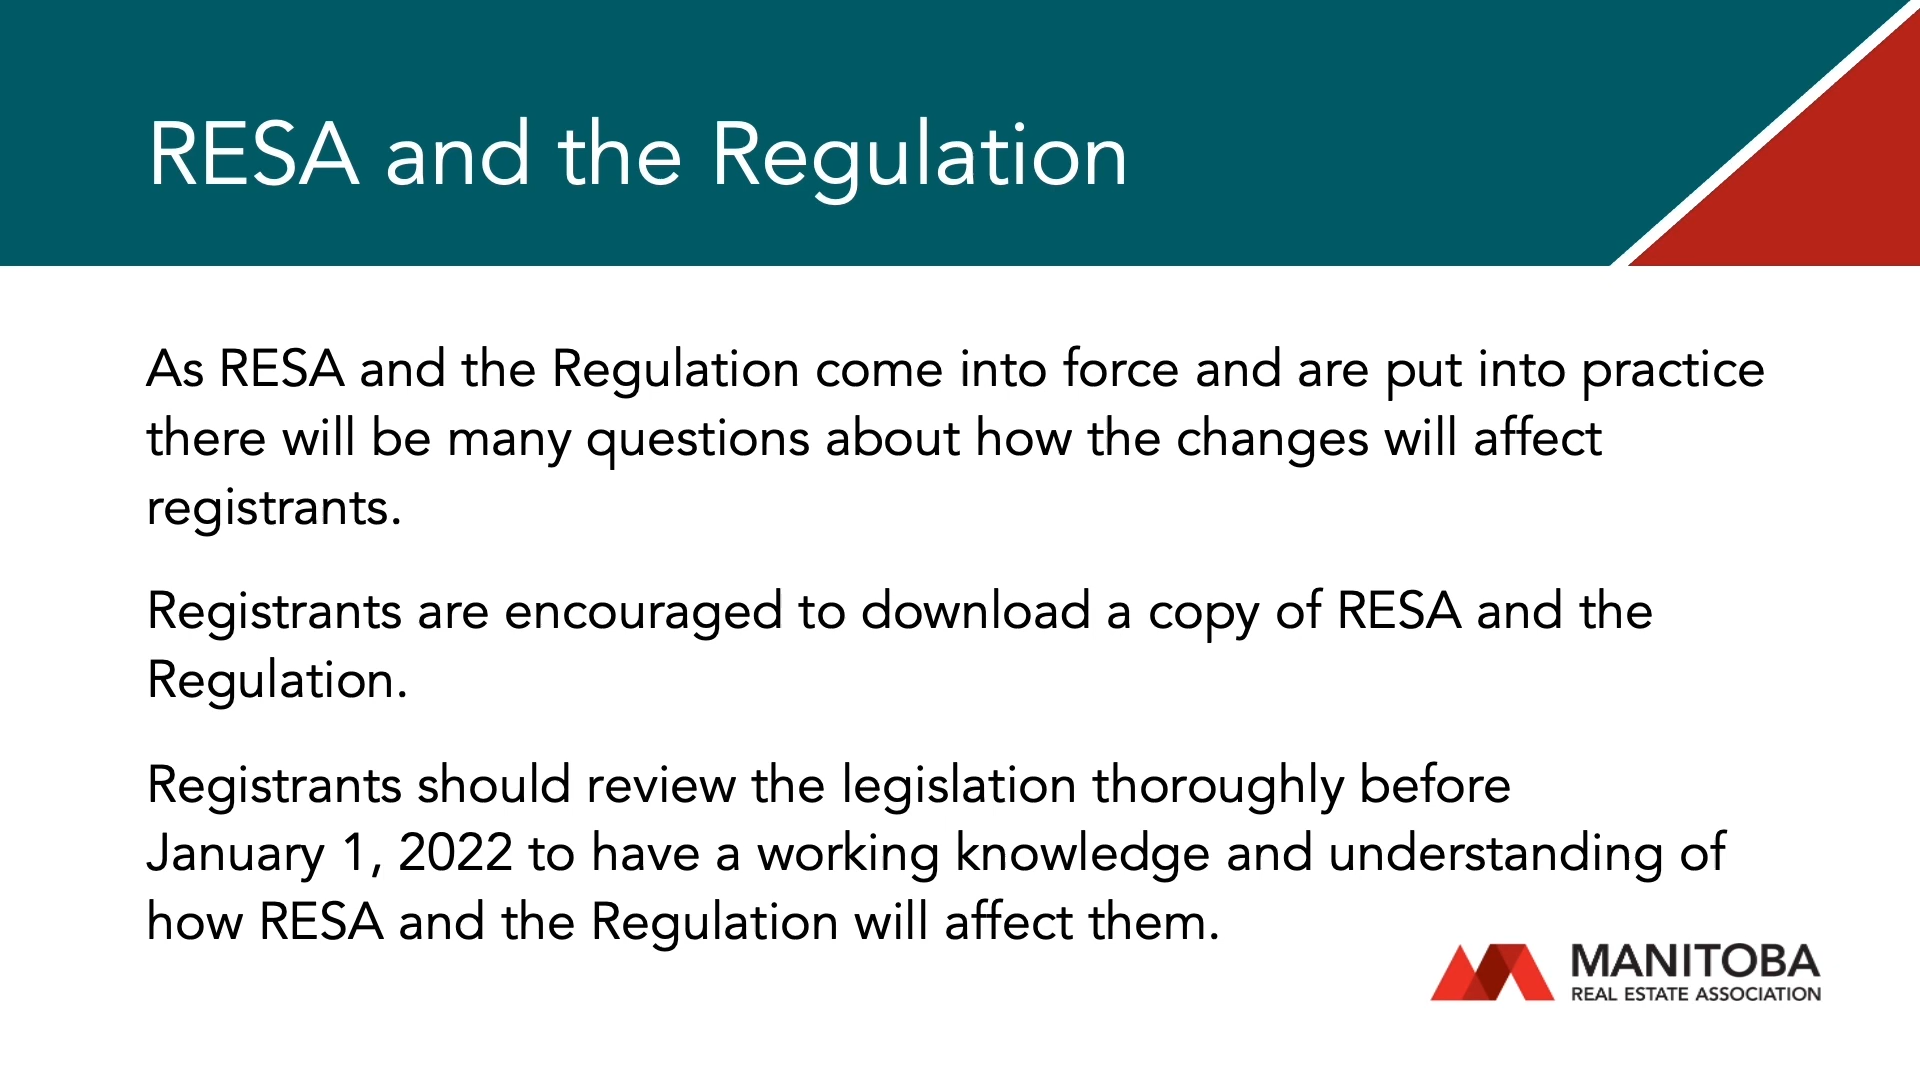 RESA and the Regulation
As RESA and the Regulation come into force and are put into practice
there will be many questions about how the changes will affect
registrants.
Registrants are encouraged to download a copy of RESA and the
Regulation.
Registrants should review the legislation thoroughly before
January 1, 2022 to have a working knowledge and understanding of
how RESA and the Regulation will affect them.
MANITOBA
REAL ESTATE ASSOCIATION